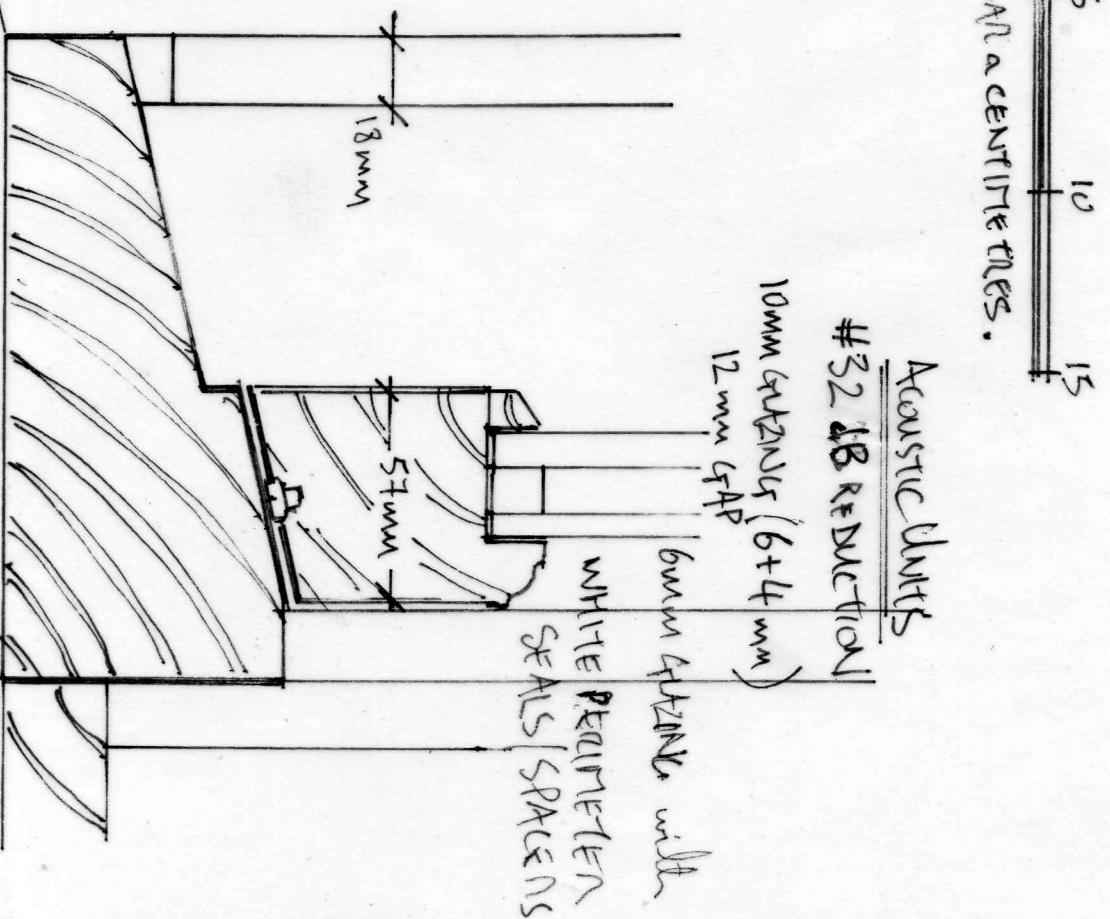 5 10 15
AR a CENTIMETRES.
Acoustic Units
#32 dB REDUCTION
10mm GLAZING (6+4 mm)
12 mm GAP
6mm GLAZING with
WHITE PERIMETER
SEALS/SPACERS
18mm
57mm